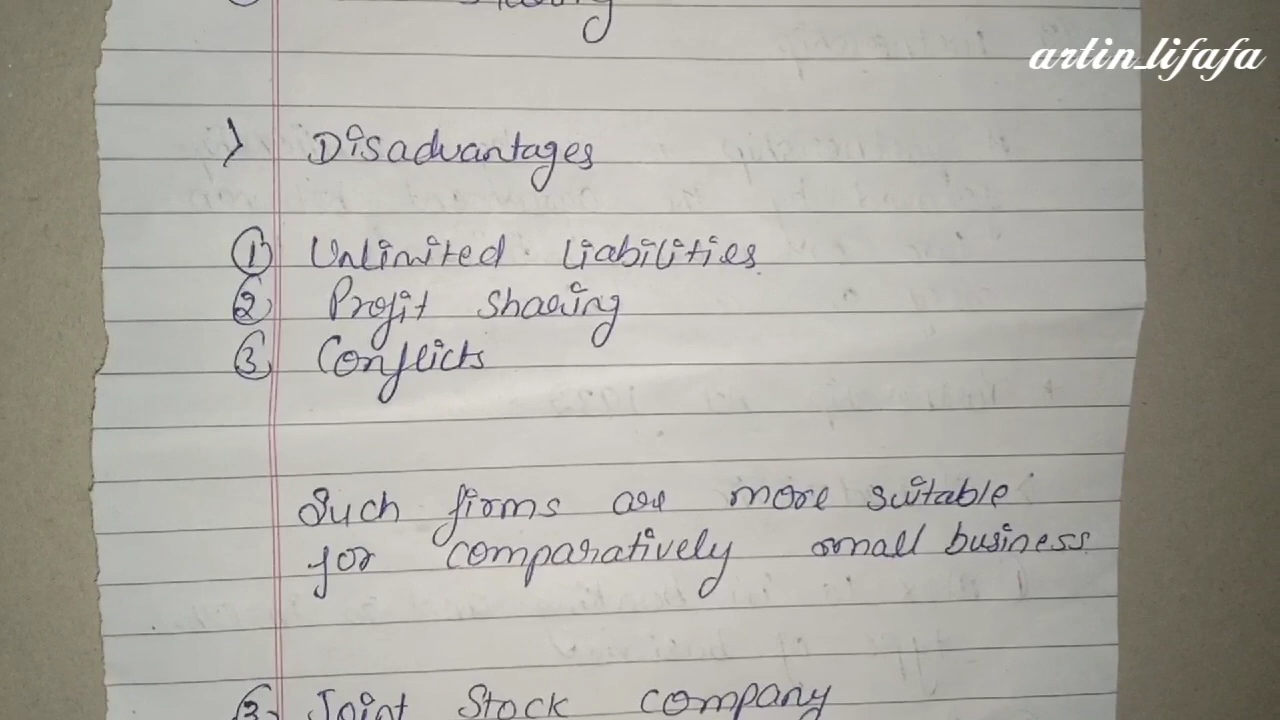 artin_lifafa
> Disadvantages
① Unlimited liabilities
② Profit sharing
③ Conflicts
Such firms are more suitable
for comparatively small business.
③ Joint Stock company